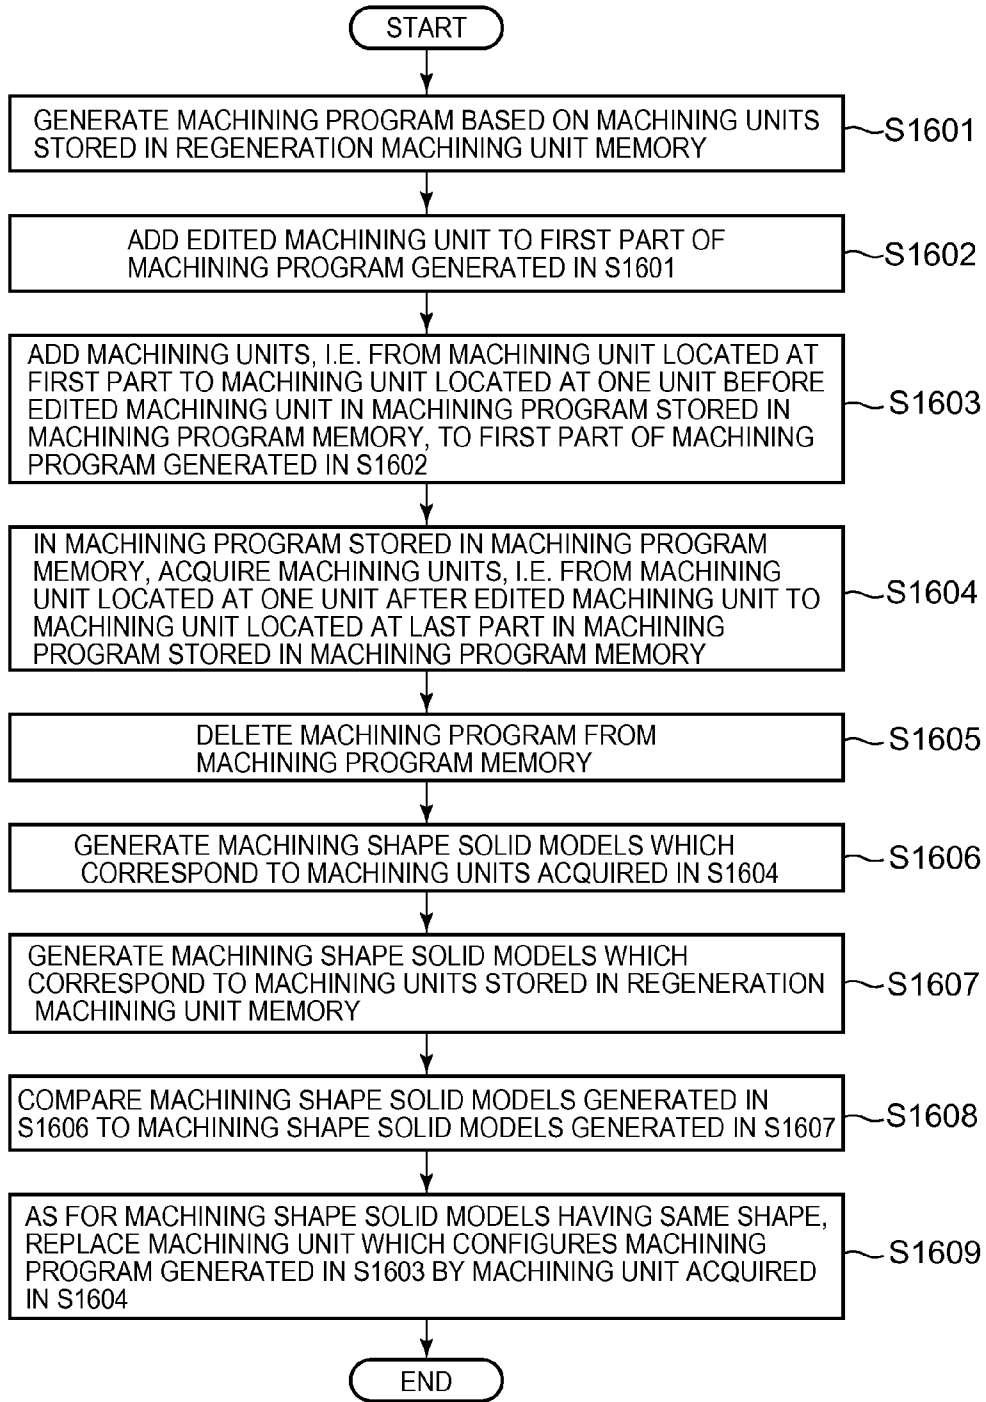 START
GENERATE MACHINING PROGRAM BASED ON MACHINING UNITS
STORED IN REGENERATION MACHINING UNIT MEMORY
S1601
ADD EDITED MACHINING UNIT TO FIRST PART OF
MACHINING PROGRAM GENERATED IN S1601
S1602
ADD MACHINING UNITS, I.E. FROM MACHINING UNIT LOCATED AT
FIRST PART TO MACHINING UNIT LOCATED AT ONE UNIT BEFORE
EDITED MACHINING UNIT IN MACHINING PROGRAM STORED IN
MACHINING PROGRAM MEMORY, TO FIRST PART OF MACHINING
PROGRAM GENERATED IN S1602
S1603
IN MACHINING PROGRAM STORED IN MACHINING PROGRAM
MEMORY, ACQUIRE MACHINING UNITS, I.E. FROM MACHINING
UNIT LOCATED AT ONE UNIT AFTER EDITED MACHINING UNIT TO
MACHINING UNIT LOCATED AT LAST PART IN MACHINING
PROGRAM STORED IN MACHINING PROGRAM MEMORY
S1604
DELETE MACHINING PROGRAM FROM
MACHINING PROGRAM MEMORY
S1605
GENERATE MACHINING SHAPE SOLID MODELS WHICH
CORRESPOND TO MACHINING UNITS ACQUIRED IN S1604
S1606
GENERATE MACHINING SHAPE SOLID MODELS WHICH
CORRESPOND TO MACHINING UNITS STORED IN REGENERATION
MACHINING UNIT MEMORY
S1607
COMPARE MACHINING SHAPE SOLID MODELS GENERATED IN
S1606 TO MACHINING SHAPE SOLID MODELS GENERATED IN S1607
S1608
AS FOR MACHINING SHAPE SOLID MODELS HAVING SAME SHAPE,
REPLACE MACHINING UNIT WHICH CONFIGURES MACHINING
PROGRAM GENERATED IN S1603 BY MACHINING UNIT ACQUIRED
IN S1604
S1609
END